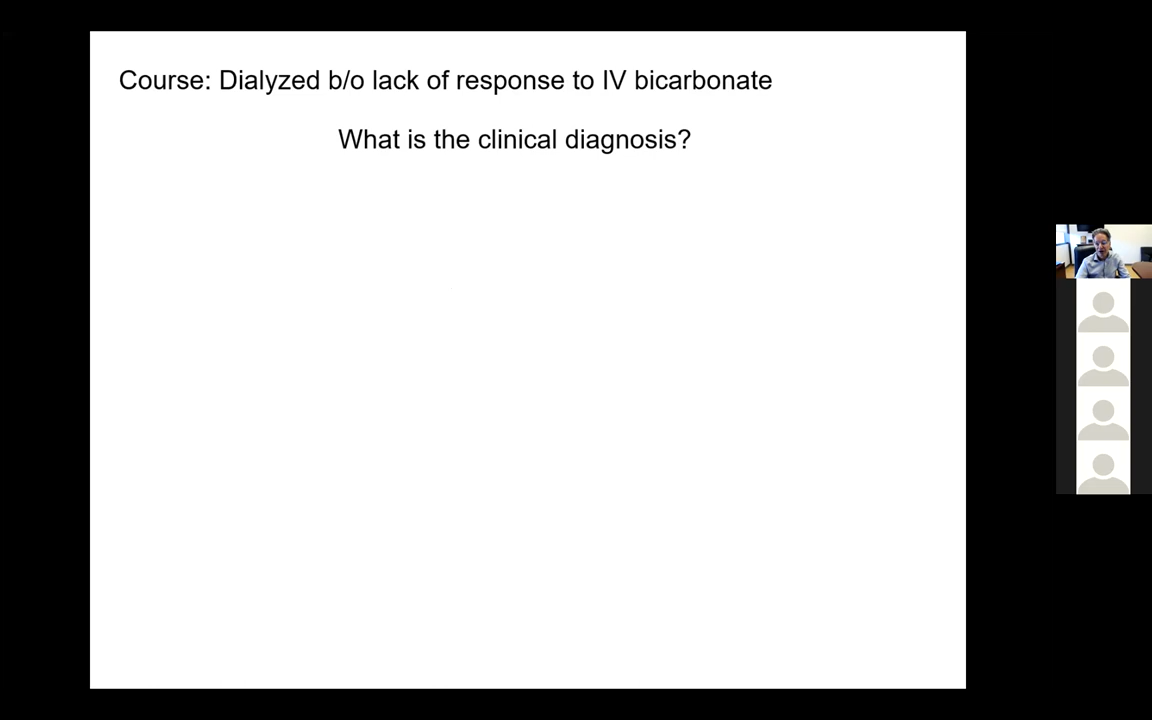 Course: Dialyzed b/o lack of response to IV bicarbonate
What is the clinical diagnosis?